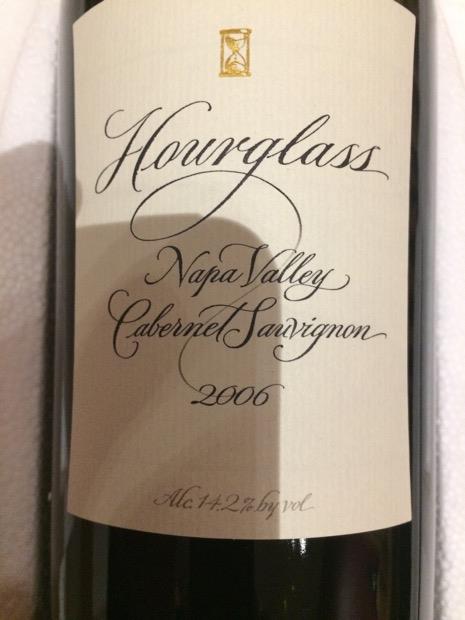 Hourglass
Napa Valley
Cabernet Sauvignon
2006
Alc. 14.2% by vol.